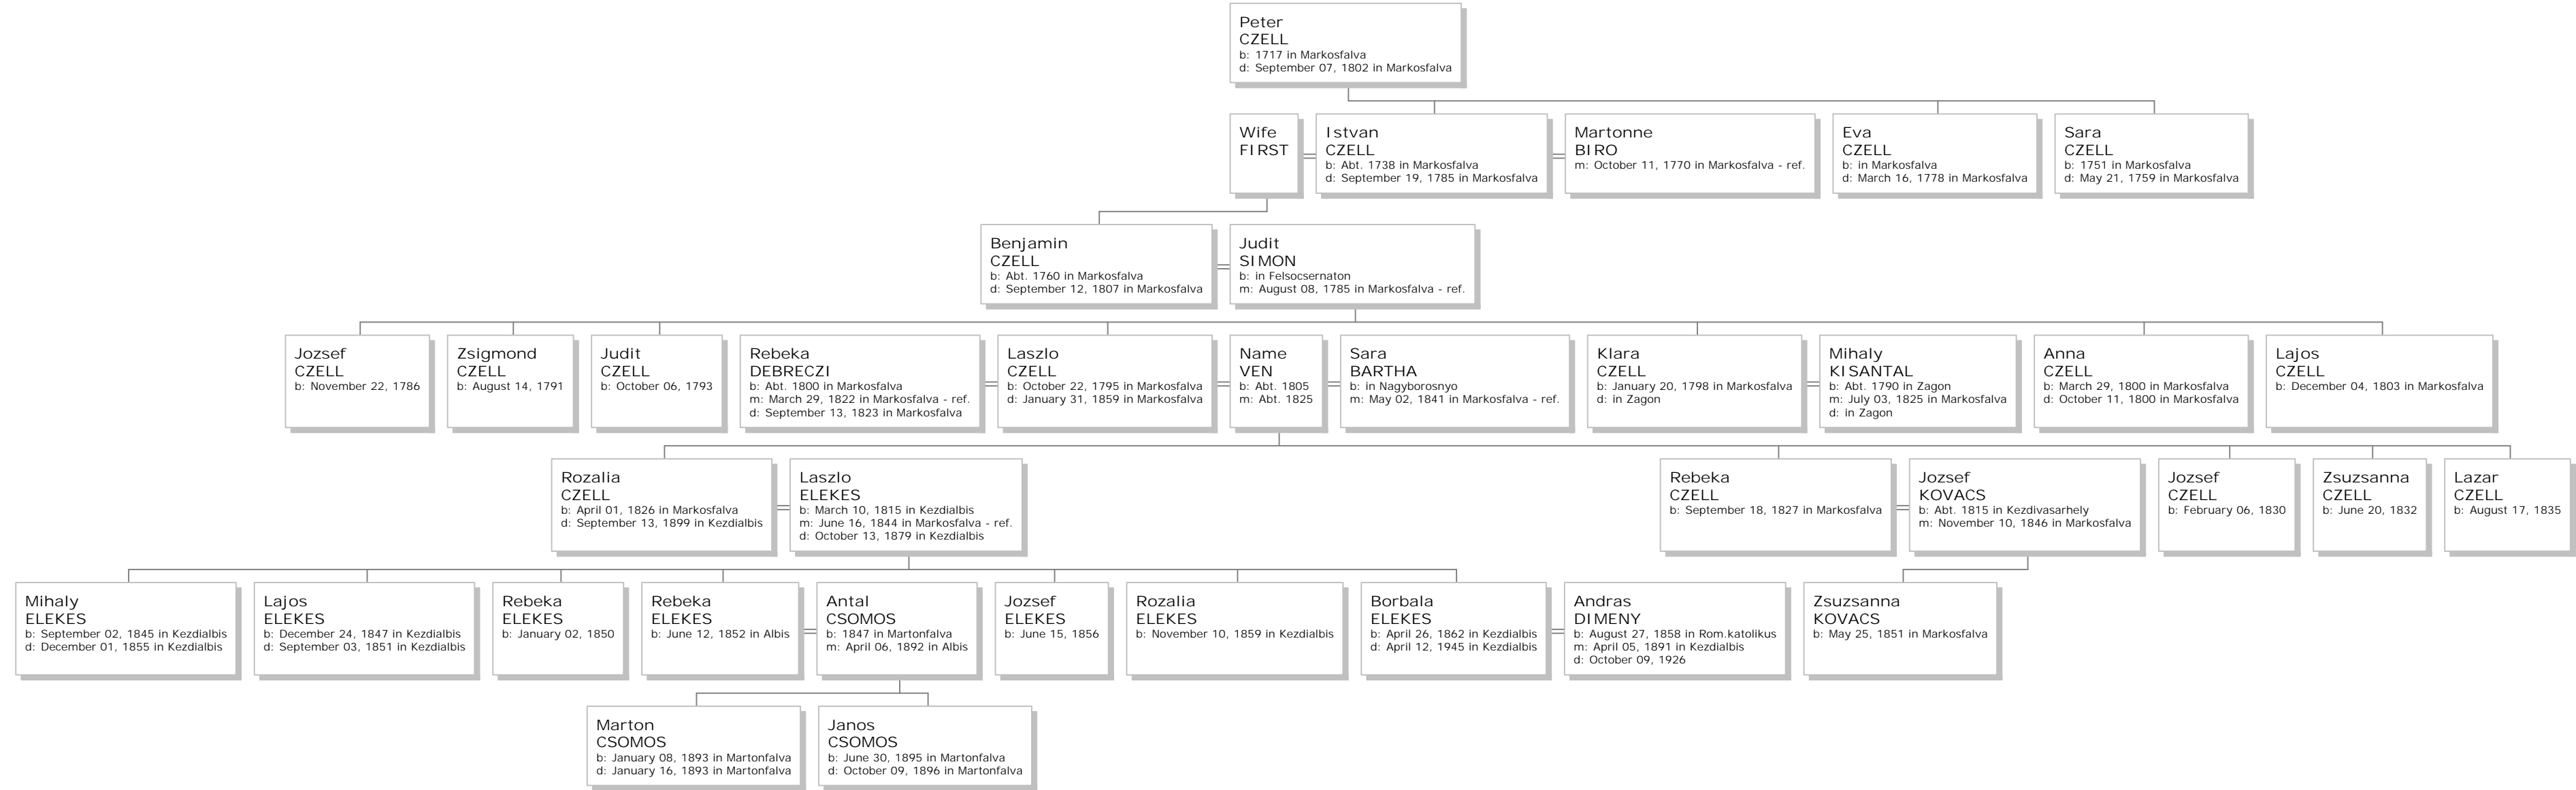 Peter
CZELL
b: 1717 in Markosfalva
d: September 07, 1802 in Markosfalva
Wife
FIRST
Istvan
CZELL
b: Abt. 1738 in Markosfalva
d: September 19, 1785 in Markosfalva
Martonne
BIRO
m: October 11, 1770 in Markosfalva - ref.
Eva
CZELL
b: in Markosfalva
d: March 16, 1778 in Markosfalva
Sara
CZELL
b: 1751 in Markosfalva
d: May 21, 1759 in Markosfalva
Benjamin
CZELL
b: Abt. 1760 in Markosfalva
d: September 12, 1807 in Markosfalva
Judit
SIMON
b: in Felsocsernaton
m: August 08, 1785 in Markosfalva - ref.
Jozsef
CZELL
b: November 22, 1786
Zsigmond
CZELL
b: August 14, 1791
Judit
CZELL
b: October 06, 1793
Rebeka
DEBRECZI
b: Abt. 1800 in Markosfalva
m: March 29, 1822 in Markosfalva - ref.
d: September 13, 1823 in Markosfalva
Laszlo
CZELL
b: October 22, 1795 in Markosfalva
d: January 31, 1859 in Markosfalva
Name
VEN
b: Abt. 1805
m: Abt. 1825
Sara
BARTHA
b: in Nagyborosnyo
m: May 02, 1841 in Markosfalva - ref.
Klara
CZELL
b: January 20, 1798 in Markosfalva
d: in Zagon
Mihaly
KISANTAL
b: Abt. 1790 in Zagon
m: July 03, 1825 in Markosfalva
d: in Zagon
Anna
CZELL
b: March 29, 1800 in Markosfalva
d: October 11, 1800 in Markosfalva
Lajos
CZELL
b: December 04, 1803 in Markosfalva
Rozalia
CZELL
b: April 01, 1826 in Markosfalva
d: September 13, 1899 in Kezdialbis
Laszlo
ELEKES
b: March 10, 1815 in Kezdialbis
m: June 16, 1844 in Markosfalva - ref.
d: October 13, 1879 in Kezdialbis
Rebeka
CZELL
b: September 18, 1827 in Markosfalva
Jozsef
KOVACS
b: Abt. 1815 in Kezdivasarhely
m: November 10, 1846 in Markosfalva
Jozsef
CZELL
b: February 06, 1830
Zsuzsanna
CZELL
b: June 20, 1832
Lazar
CZELL
b: August 17, 1835
Mihaly
ELEKES
b: September 02, 1845 in Kezdialbis
d: December 01, 1855 in Kezdialbis
Lajos
ELEKES
b: December 24, 1847 in Kezdialbis
d: September 03, 1851 in Kezdialbis
Rebeka
ELEKES
b: January 02, 1850
Rebeka
ELEKES
b: June 12, 1852 in Albis
Antal
CSOMOS
b: 1847 in Martonfalva
m: April 06, 1892 in Albis
Jozsef
ELEKES
b: June 15, 1856
Rozalia
ELEKES
b: November 10, 1859 in Kezdialbis
Borbala
ELEKES
b: April 26, 1862 in Kezdialbis
d: April 12, 1945 in Kezdialbis
Andras
DIMENY
b: August 27, 1858 in Rom.katolikus
m: April 05, 1891 in Kezdialbis
d: October 09, 1926
Zsuzsanna
KOVACS
b: May 25, 1851 in Markosfalva
Marton
CSOMOS
b: January 08, 1893 in Martonfalva
d: January 16, 1893 in Martonfalva
Janos
CSOMOS
b: June 30, 1895 in Martonfalva
d: October 09, 1896 in Martonfalva